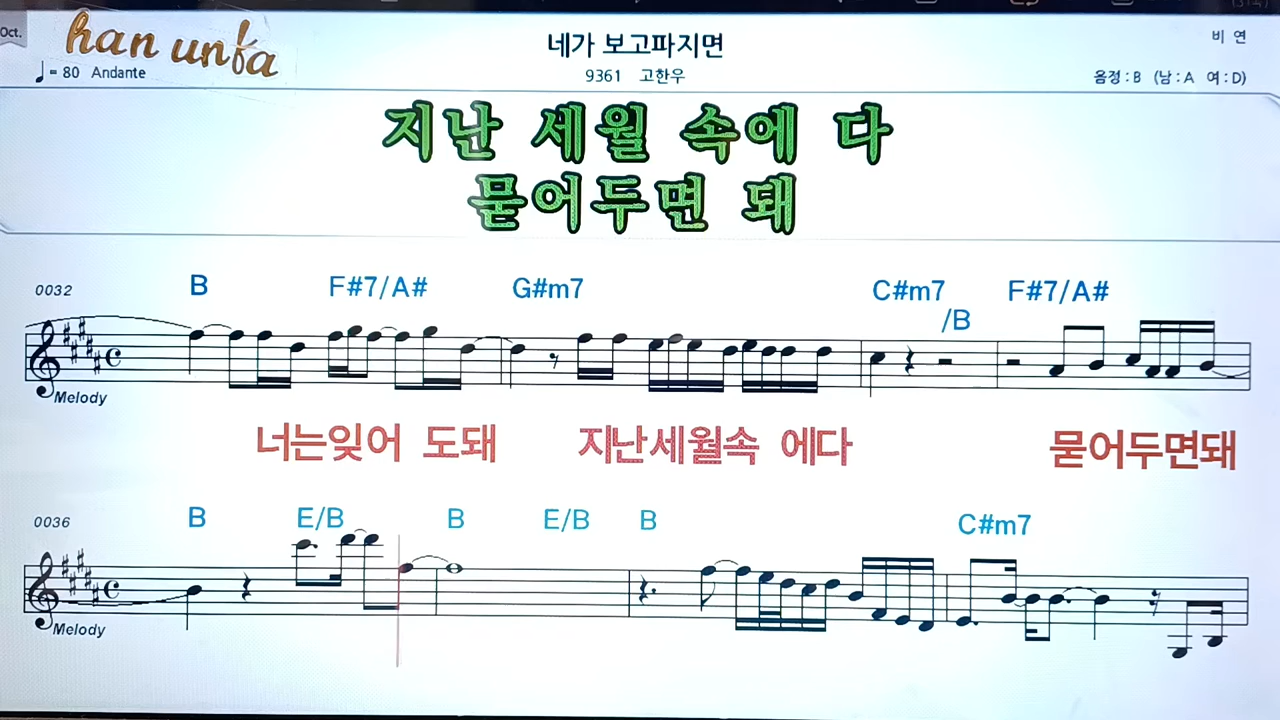 Oct.
han unfa
네가 보고파지면
비 연
♩= 80 Andante
9361 고한우
음정 : B (남 : A 여 : D)
지난 세월 속에 다
묻어두면 돼
0032
B F#7/A# G#m7 C#m7 /B F#7/A#
Melody
너는잊어 도돼 지난세월속 에다 묻어두면돼
0036
B E/B B E/B B C#m7
Melody